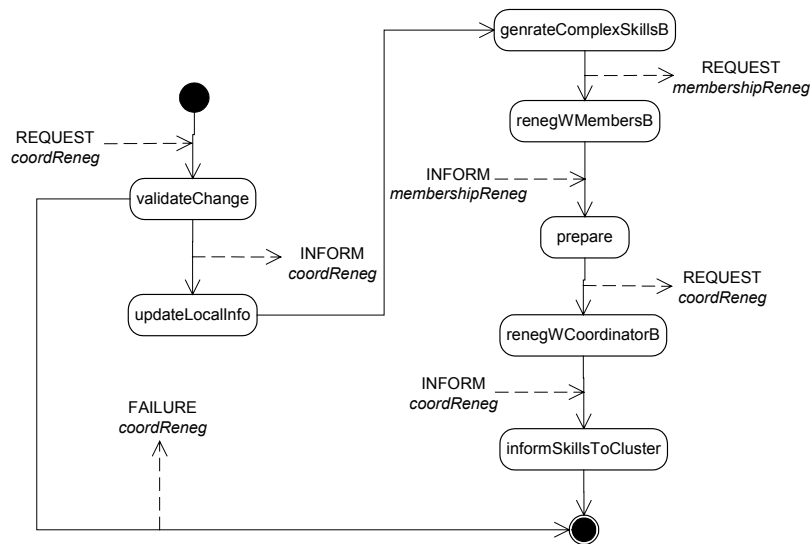 genrateComplexSkillsB
REQUEST
membershipReneg
REQUEST
coordReneg
renegWMembersB
INFORM
membershipReneg
validateChange
prepare
INFORM
coordReneg
REQUEST
coordReneg
updateLocalInfo
renegWCoordinatorB
INFORM
coordReneg
FAILURE
coordReneg
informSkillsToCluster